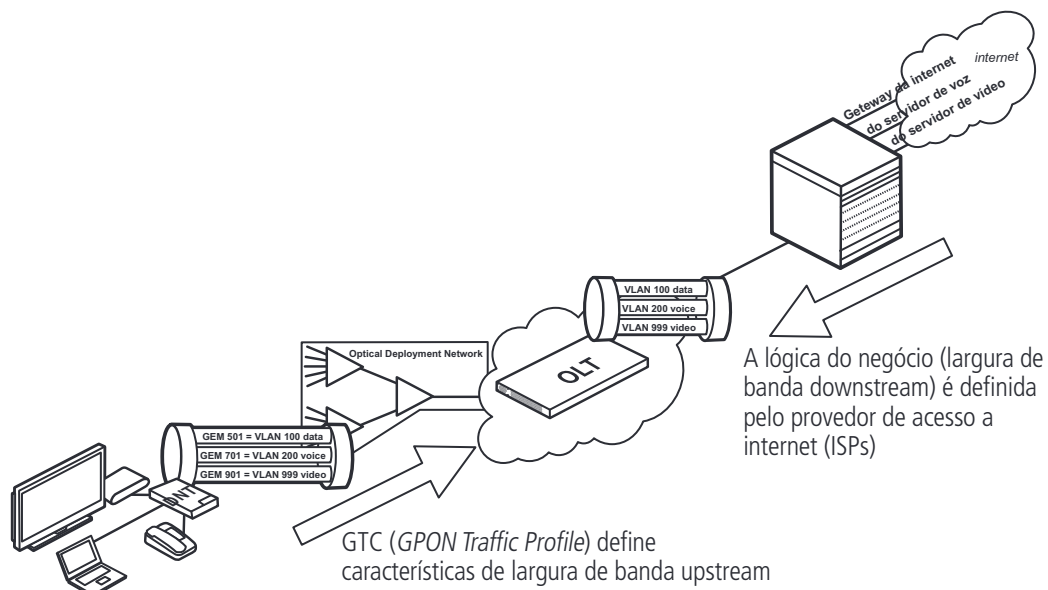 internet
Geteway da internet
do servidor de voz
do servidor de vídeo
VLAN 100 data
VLAN 200 voice
VLAN 999 video
OLT
A lógica do negócio (largura de
banda downstream) é definida
pelo provedor de acesso a
internet (ISPs)
Optical Deployment Network
GEM 501 = VLAN 100 data
GEM 701 = VLAN 200 voice
GEM 901 = VLAN 999 video
GTC (GPON Traffic Profile) define
características de largura de banda upstream